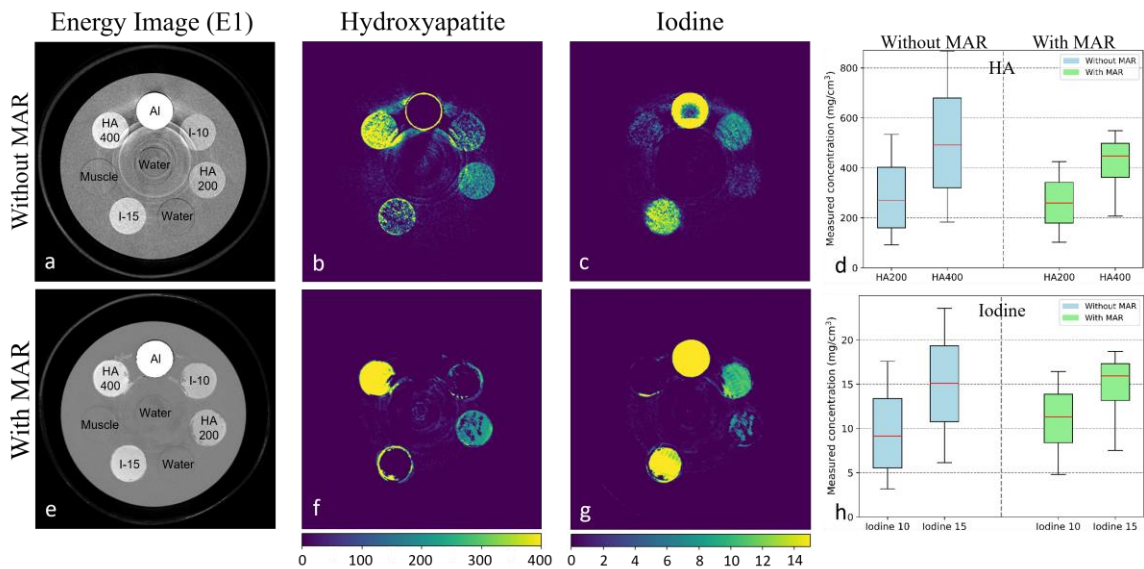 Energy Image (E1)
Hydroxyapatite
Iodine
Without MAR
With MAR
Without MAR
Al
HA
400
I-10
Water
Muscle
HA
200
I-15
Water
a
b
c
HA
Without MAR
With MAR
Measured concentration (mg/cm³)
800
600
400
200
0
HA200
HA400
HA200
HA400
d
With MAR
Al
HA
400
I-10
Water
Muscle
HA
200
I-15
Water
e
f
g
Iodine
Without MAR
With MAR
Measured concentration (mg/cm³)
20
15
10
5
0
Iodine 10
Iodine 15
Iodine 10
Iodine 15
h
0 100 200 300 400
0 2 4 6 8 10 12 14